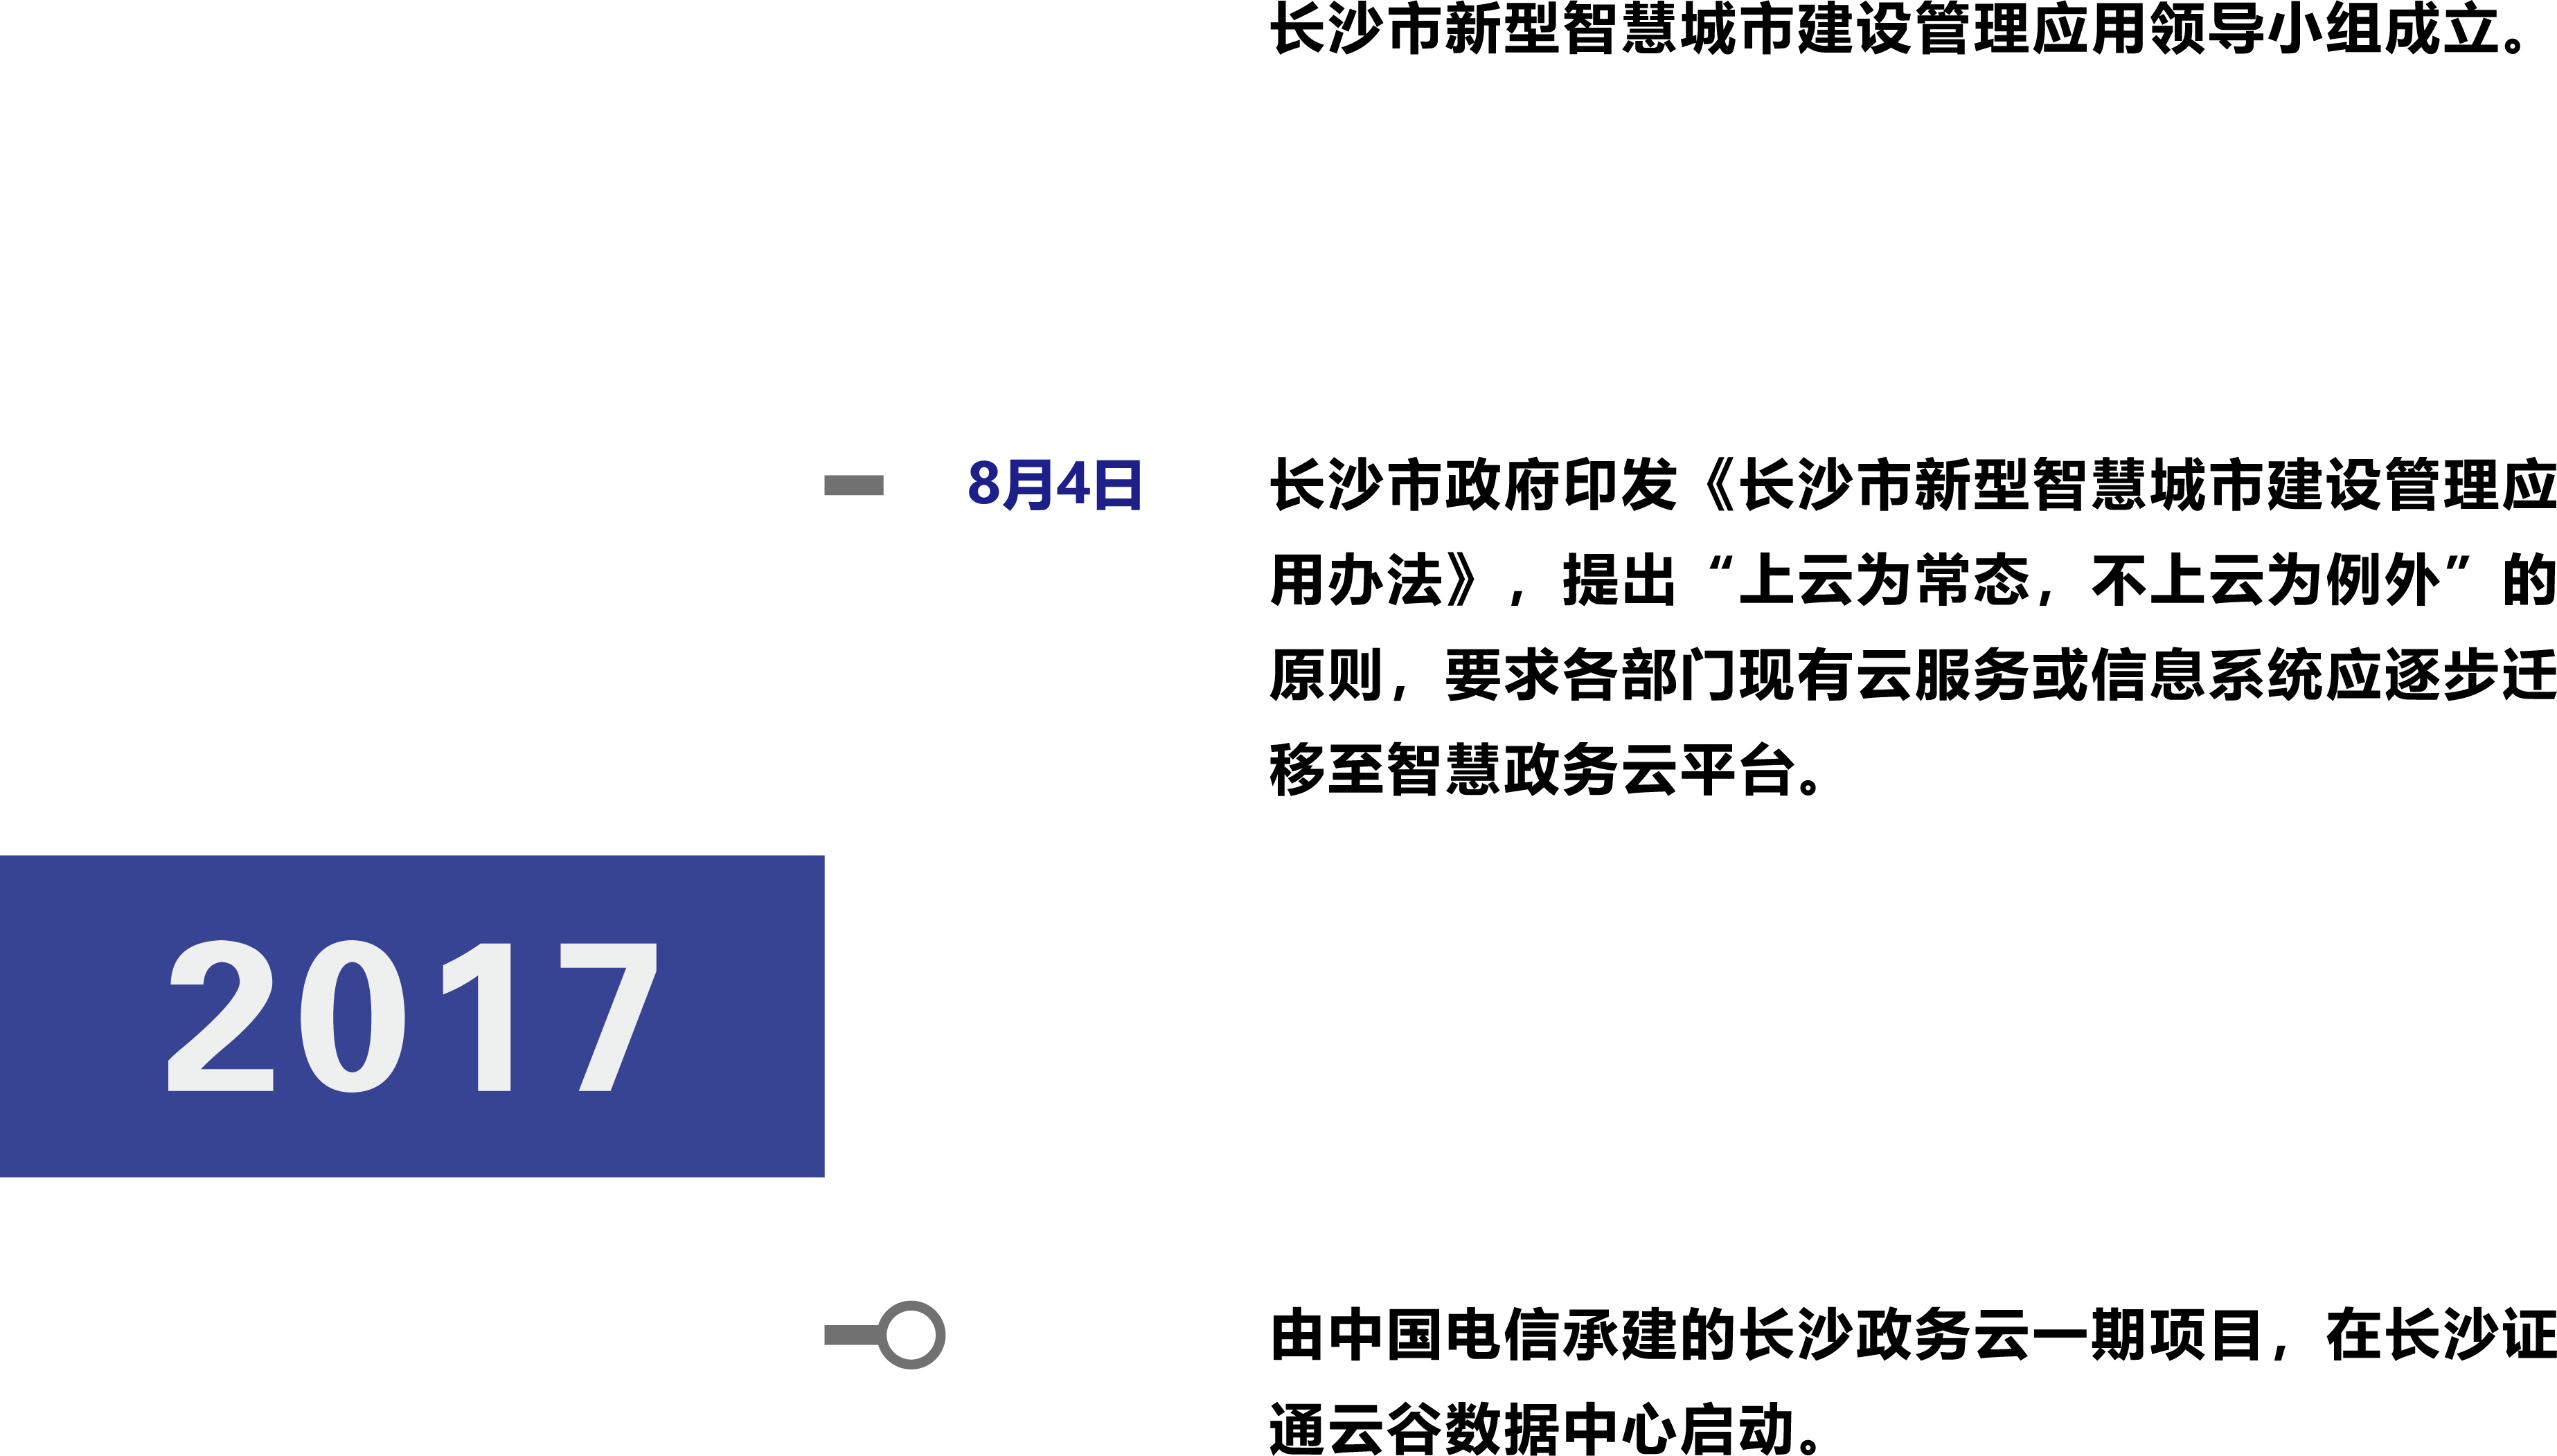 长沙市新型智慧城市建设管理应用领导小组成立。
8月4日
长沙市政府印发《长沙市新型智慧城市建设管理应
用办法》，提出“上云为常态，不上云为例外”的
原则，要求各部门现有云服务或信息系统应逐步迁
移至智慧政务云平台。
2017
由中国电信承建的长沙政务云一期项目，在长沙证
通云谷数据中心启动。